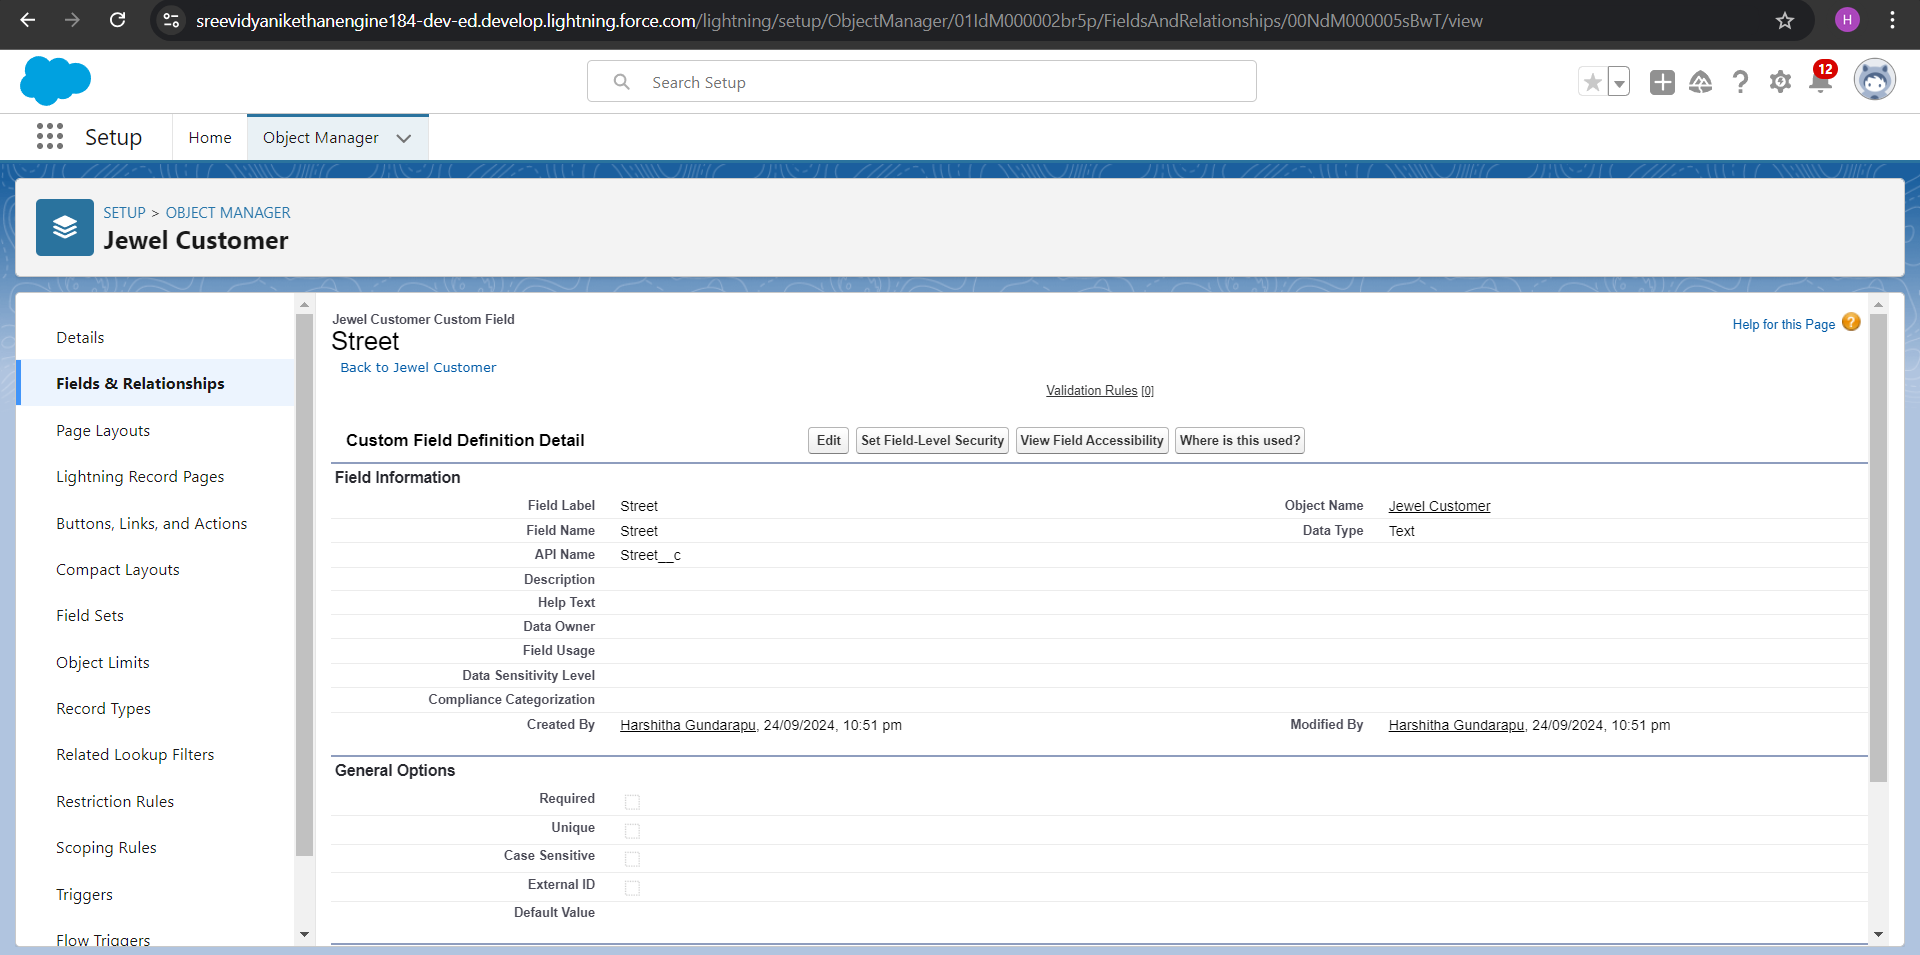 sreevidyanikethanengine184-dev-ed.develop.lightning.force.com/lightning/setup/ObjectManager/01IdM000002br5p/FieldsAndRelationships/00NdM000005sBwT/view
H
Search Setup
12
Setup
Home
Object Manager
SETUP > OBJECT MANAGER
Jewel Customer
Details
Fields & Relationships
Page Layouts
Lightning Record Pages
Buttons, Links, and Actions
Compact Layouts
Field Sets
Object Limits
Record Types
Related Lookup Filters
Restriction Rules
Scoping Rules
Triggers
Flow Triggers
Jewel Customer Custom Field
Street
Back to Jewel Customer
Help for this Page ?
Validation Rules [0]
Custom Field Definition Detail
Edit
Set Field-Level Security
View Field Accessibility
Where is this used?
Field Information
Field Label Street Object Name Jewel Customer
Field Name Street Data Type Text
API Name Street__c
Description
Help Text
Data Owner
Field Usage
Data Sensitivity Level
Compliance Categorization
Created By Harshitha Gundarapu, 24/09/2024, 10:51 pm Modified By Harshitha Gundarapu, 24/09/2024, 10:51 pm
General Options
Required
Unique
Case Sensitive
External ID
Default Value